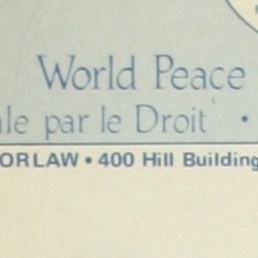 World Peace
ale par le Droit •
ORLAW • 400 Hill Building